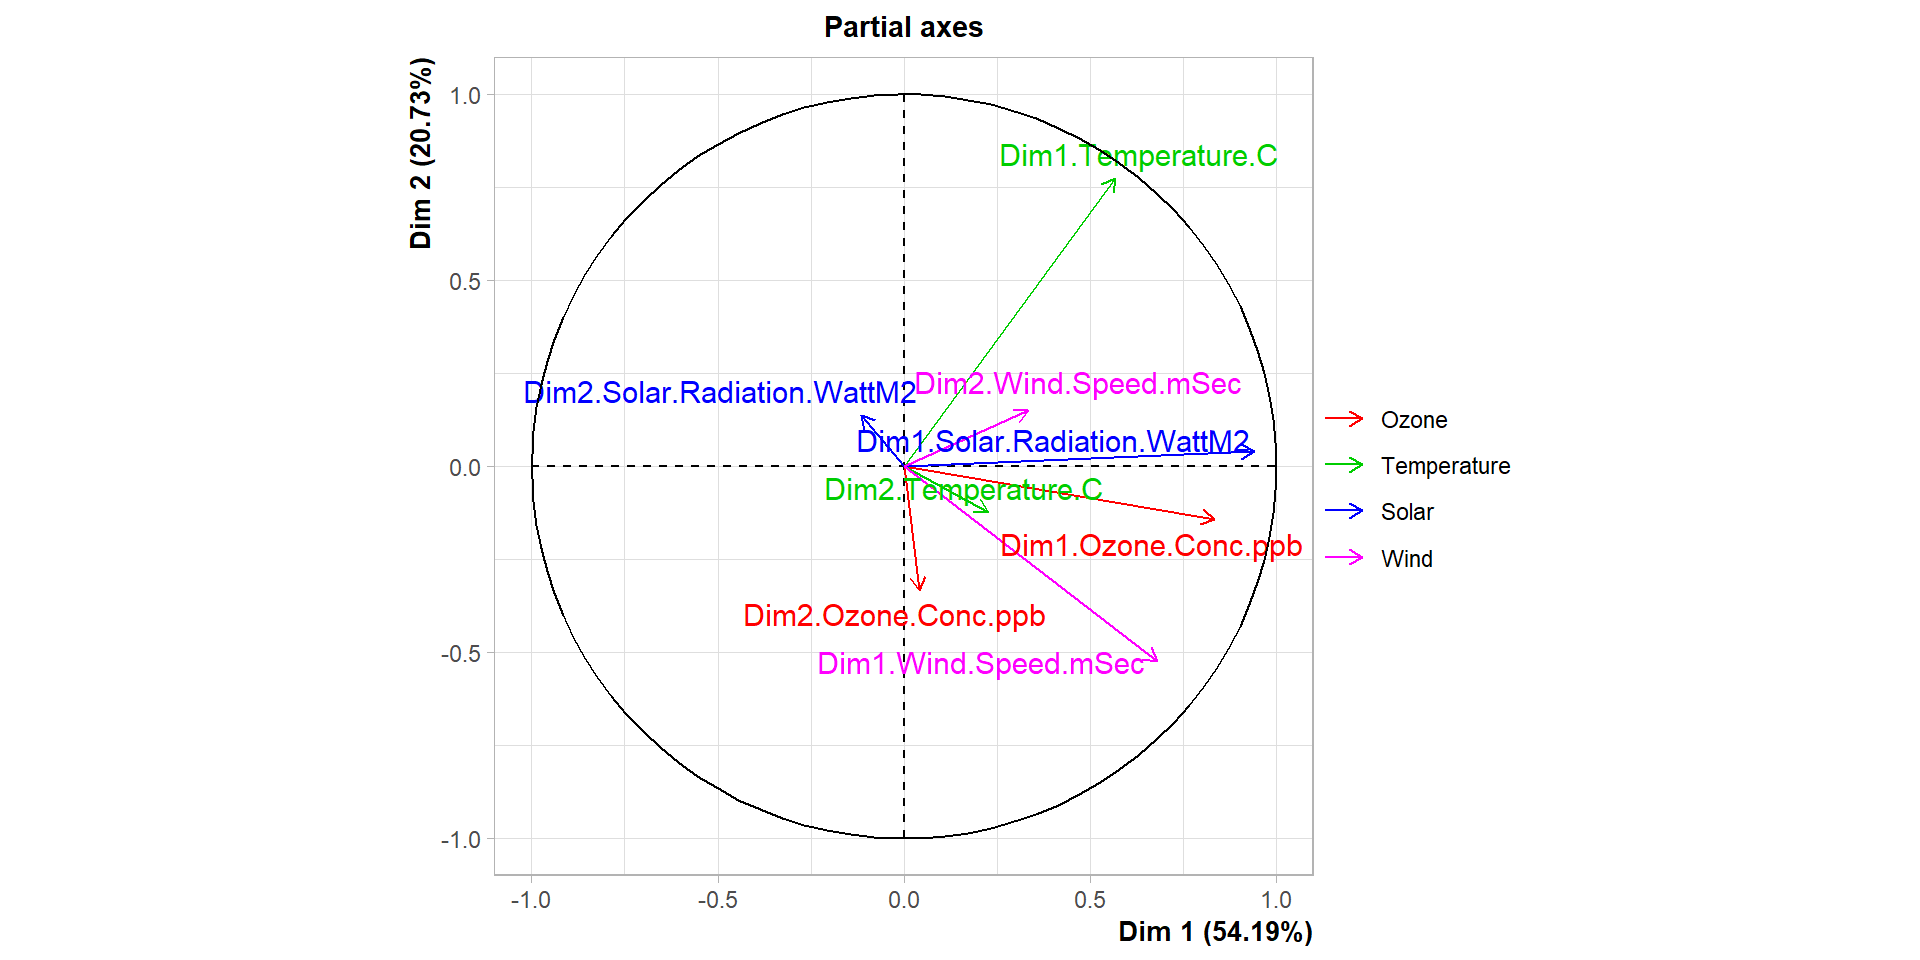 Partial axes
Dim 2 (20.73%)
1.0
0.5
0.0
-0.5
-1.0
Dim1.Temperature.C
Dim2.Wind.Speed.mSec
Dim2.Solar.Radiation.WattM2
Dim1.Solar.Radiation.WattM2
Dim2.Temperature.C
Dim1.Ozone.Conc.ppb
Dim2.Ozone.Conc.ppb
Dim1.Wind.Speed.mSec
Ozone
Temperature
Solar
Wind
-1.0
-0.5
0.0
0.5
1.0
Dim 1 (54.19%)